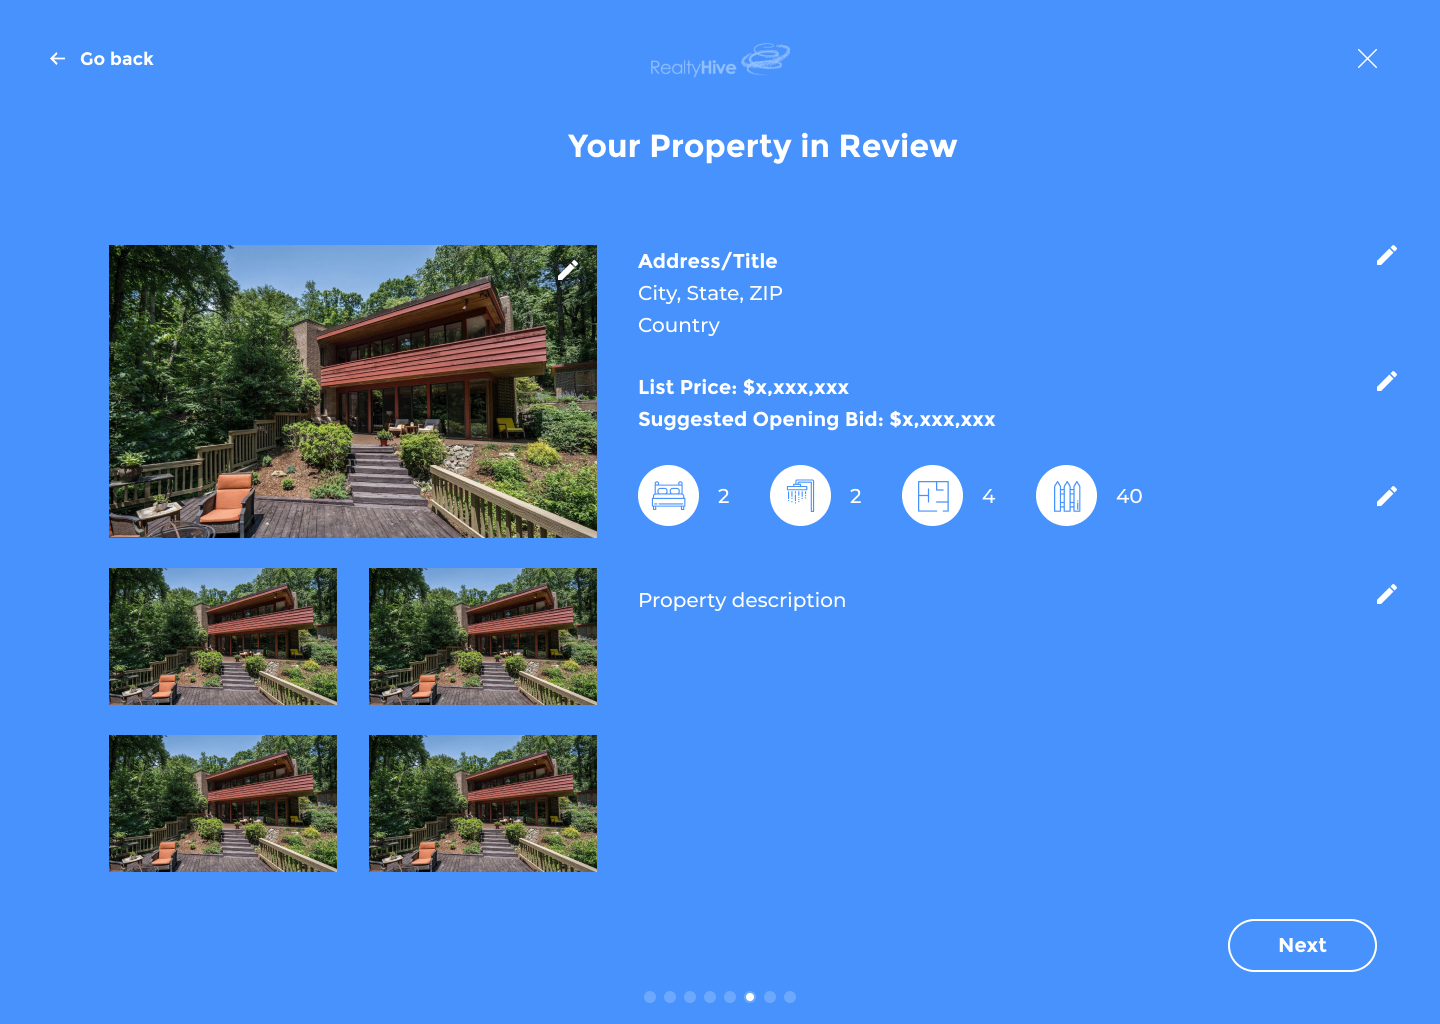 Go back
RealtyHive
Your Property in Review
Address/Title
City, State, ZIP
Country
List Price: $x,xxx,xxx
Suggested Opening Bid: $x,xxx,xxx
2 2 4 40
Property description
Next